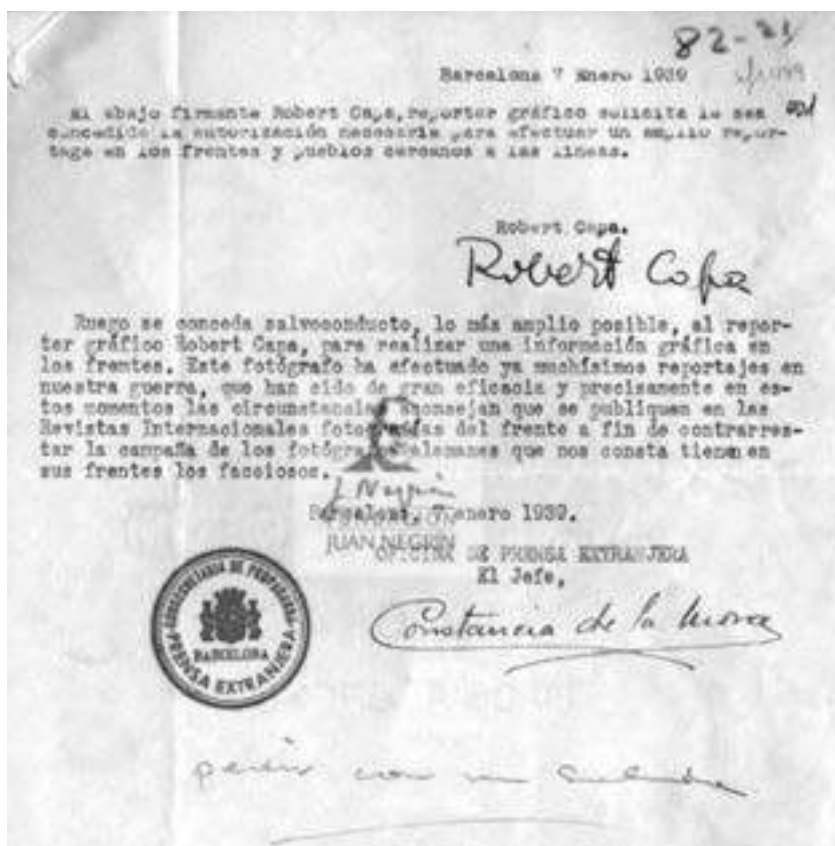 82-21
Barcelona 7 Enero 1939
El abajo firmante Robert Capa, reporter gráfico solicita le sea
concedida la autorización necesaria para efectuar un amplio repor-
tage en los frentes y pueblos cercanos a las líneas.
Robert Capa.
Robert Capa
Ruego se conceda salvoconducto, lo más amplio posible, al repor-
ter gráfico Robert Capa, para realizar una información gráfica en
los frentes. Este fotógrafo ha efectuado ya muchísimos reportajes en
nuestra guerra, que han sido de gran eficacia y precisamente en es-
tos momentos las circunstancias aconsejan que se publiquen en las
Revistas Internacionales fotografías del frente a fin de contrarres-
tar la campaña de los fotógrafos alemanes que nos consta tienen en
sus frentes los facciosos.
J Negrín
Barcelona, 7 enero 1939.
JUAN NEGRÍN
OFICINA DE PRENSA EXTRANJERA
El Jefe,
Constancia de la Mora
SUBSECRETARIA DE PROPAGANDA
BARCELONA
PRENSA EXTRANJERA